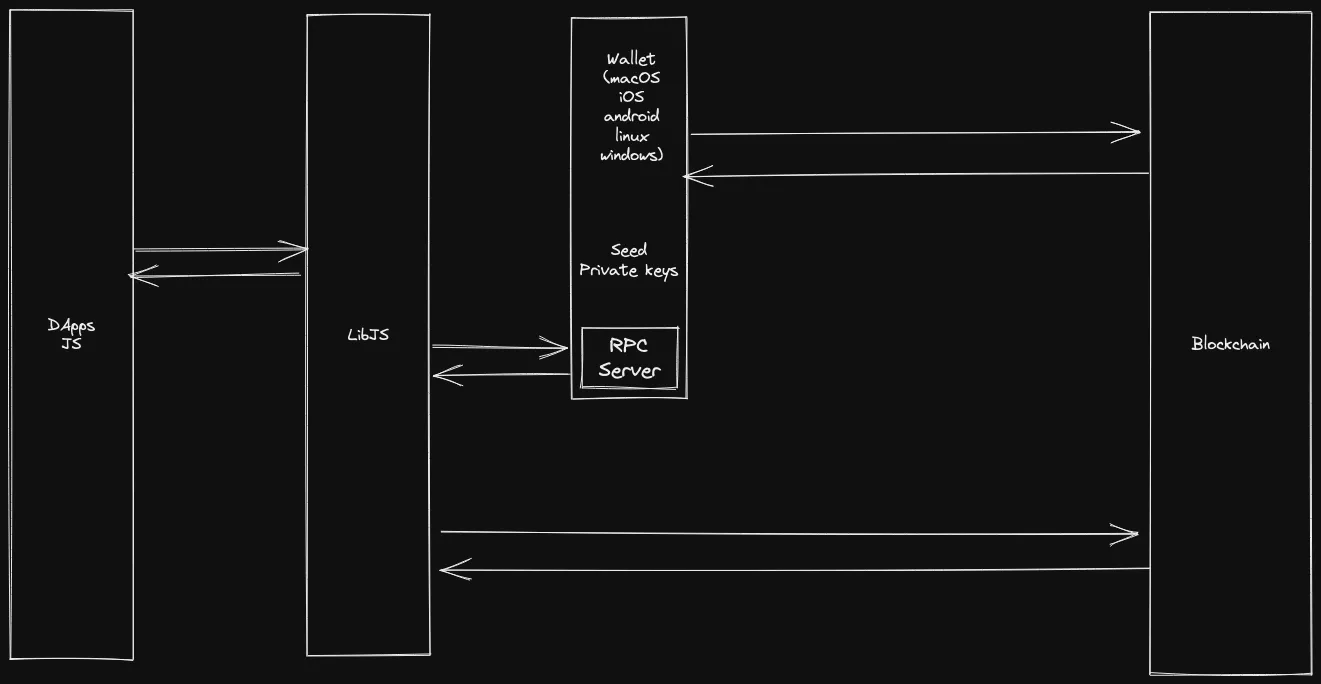 DApps
JS
LibJS
Wallet
(macOS
iOS
android
linux
windows)
Seed
Private keys
RPC
Server
Blockchain